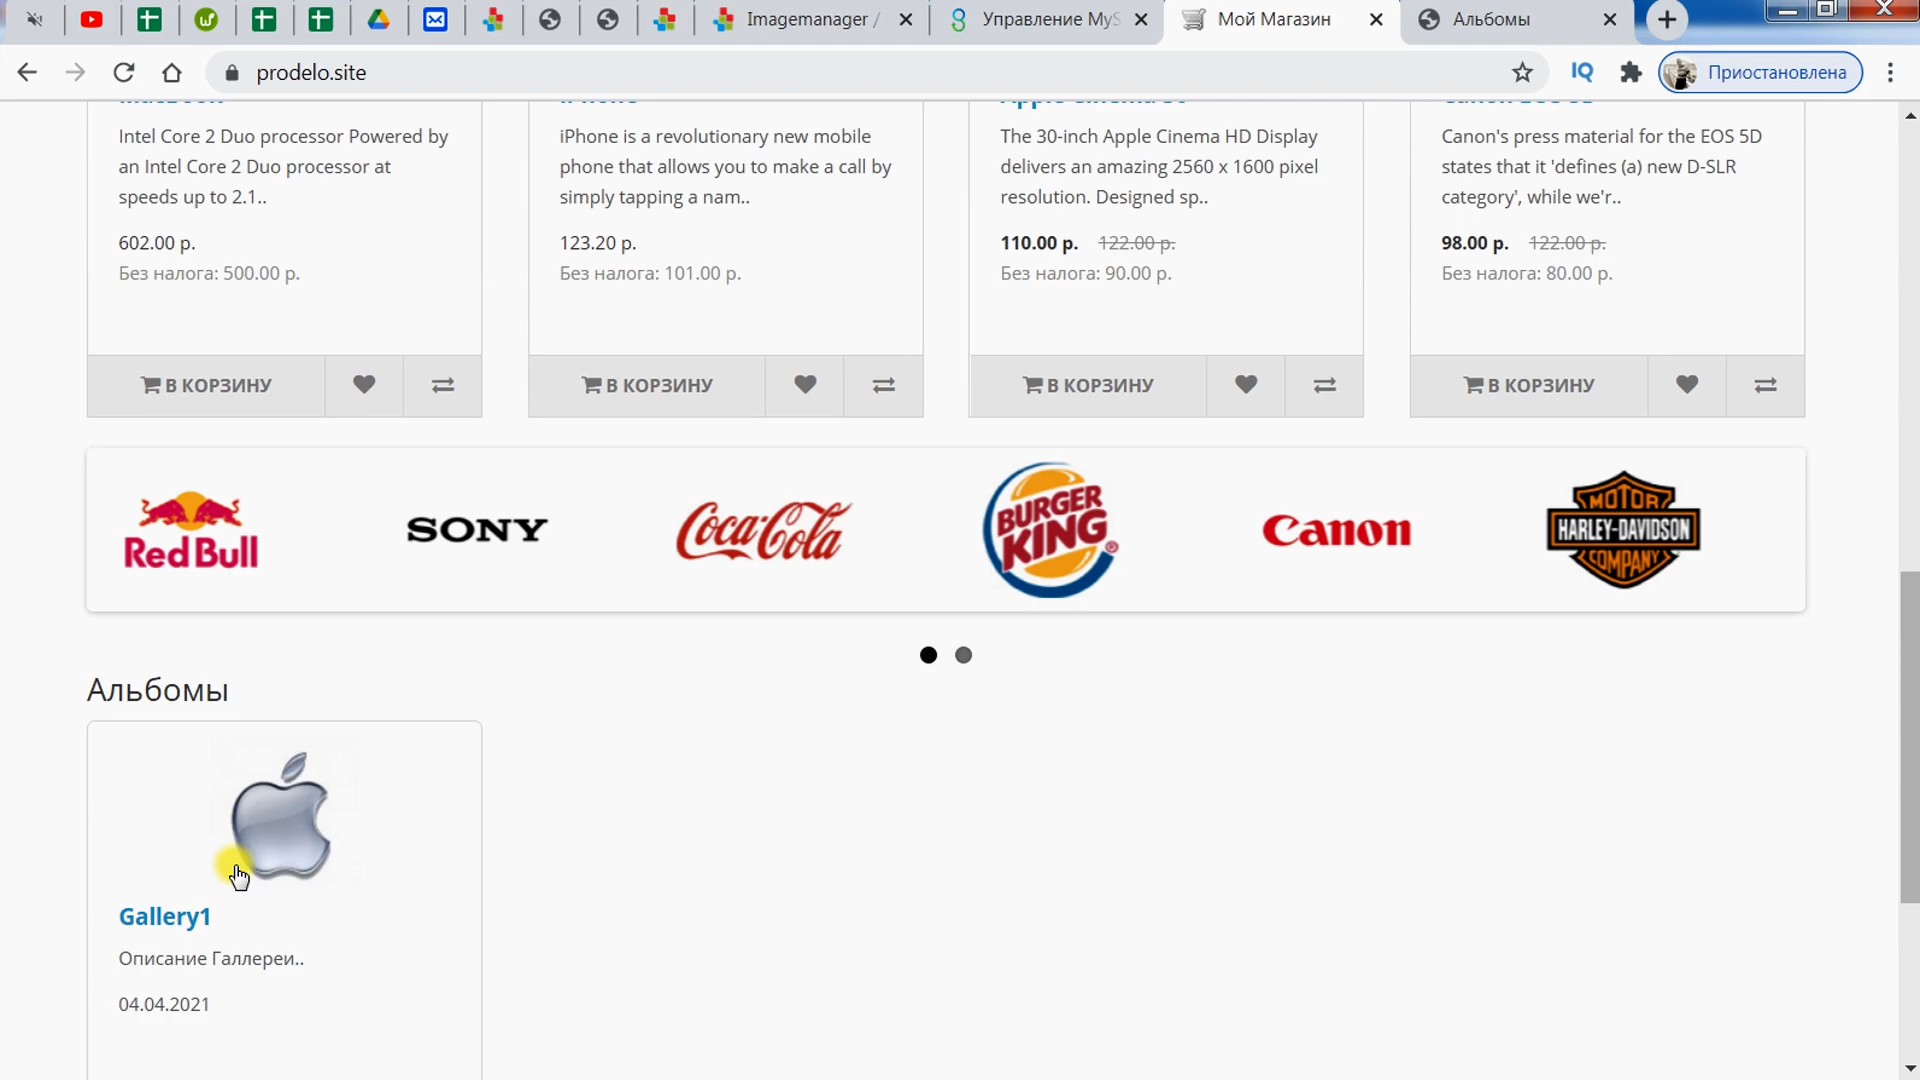 Imagemanager /
Управление MyS
Мой Магазин
Альбомы
prodelo.site
IQ
Приостановлена
Intel Core 2 Duo processor Powered by
an Intel Core 2 Duo processor at
speeds up to 2.1..
602.00 р.
Без налога: 500.00 р.
В КОРЗИНУ
iPhone is a revolutionary new mobile
phone that allows you to make a call by
simply tapping a nam..
123.20 р.
Без налога: 101.00 р.
В КОРЗИНУ
The 30-inch Apple Cinema HD Display
delivers an amazing 2560 x 1600 pixel
resolution. Designed sp..
110.00 р. 122.00 р.
Без налога: 90.00 р.
В КОРЗИНУ
Canon's press material for the EOS 5D
states that it 'defines (a) new D-SLR
category', while we'r..
98.00 р. 122.00 р.
Без налога: 80.00 р.
В КОРЗИНУ
Red Bull
SONY
Coca-Cola
BURGER
KING
®
Canon
MOTOR
HARLEY-DAVIDSON
COMPANY
Альбомы
Gallery1
Описание Галлереи..
04.04.2021